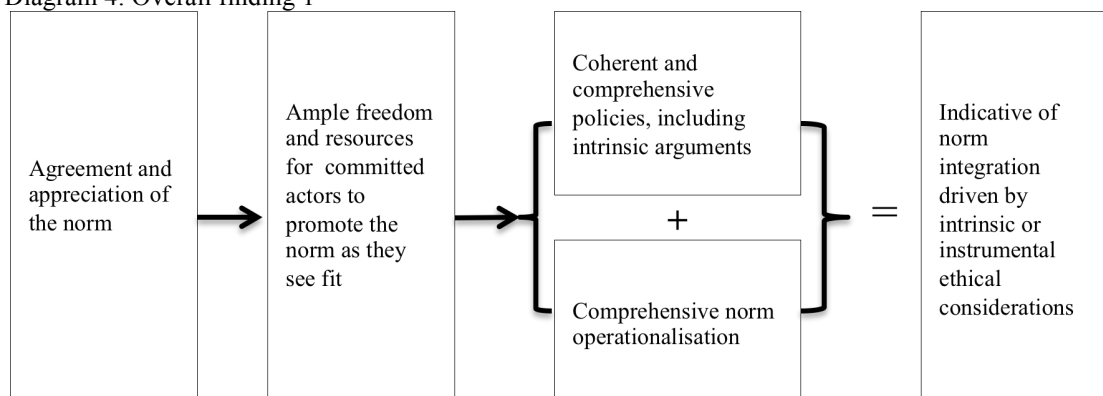 Diagram 4: Overall finding 1
Agreement and
appreciation of
the norm
Ample freedom
and resources
for committed
actors to
promote the
norm as they
see fit
Coherent and
comprehensive
policies, including
intrinsic arguments
+
Comprehensive norm
operationalisation
=
Indicative of
norm
integration
driven by
intrinsic or
instrumental
ethical
considerations